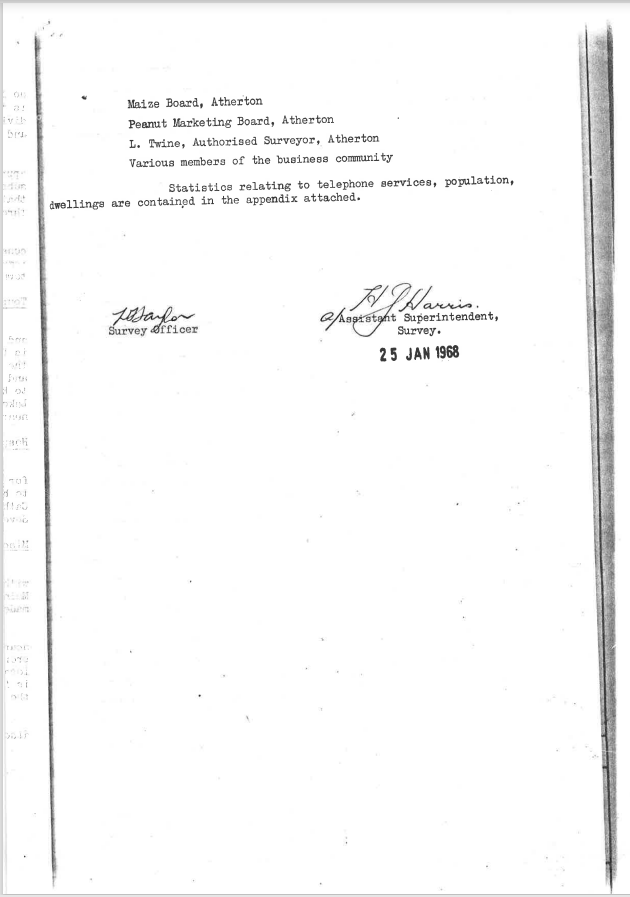 Maize Board, Atherton
Peanut Marketing Board, Atherton
L. Twine, Authorised Surveyor, Atherton
Various members of the business community
Statistics relating to telephone services, population,
dwellings are contained in the appendix attached.
Taylor
Survey Officer
H J Harris.
a/Assistant Superintendent,
Survey.
25 JAN 1968